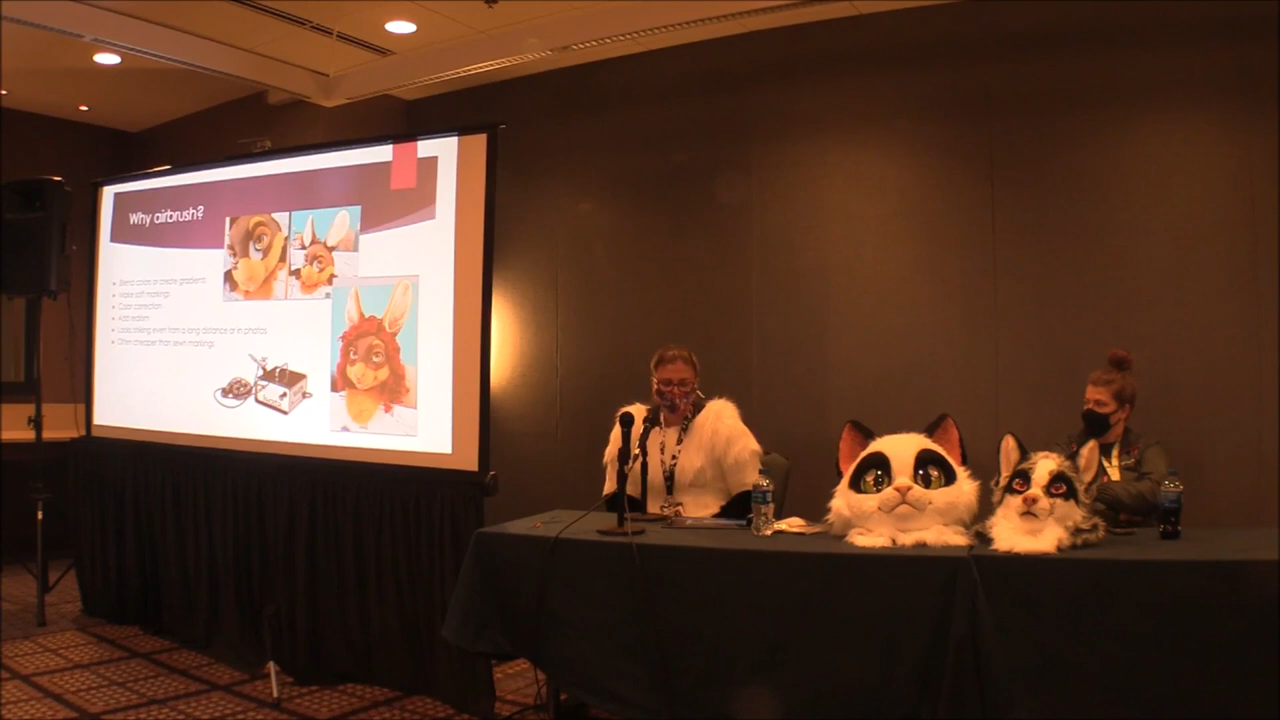 Why airbrush?
Blend colors or create gradients
Make soft markings
Color correction
Add realism
Looks striking even from a long distance or in photos
Often cheaper than sewn markings